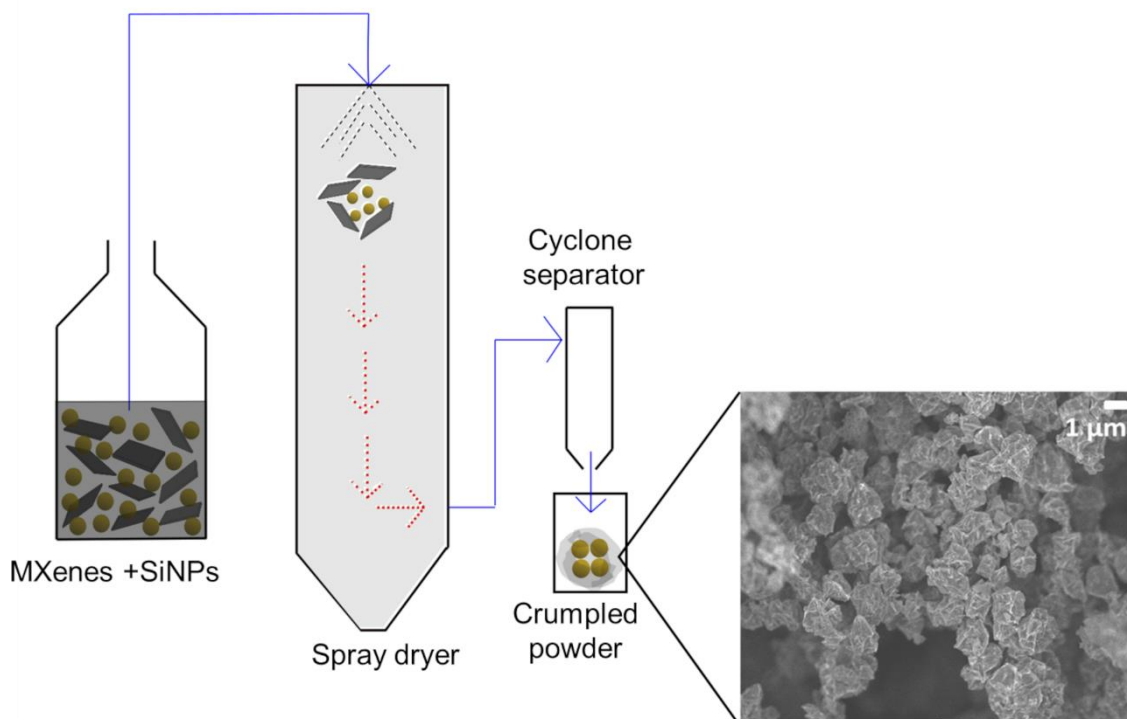 MXenes +SiNPs
Spray dryer
Cyclone
separator
Crumpled
powder
1 μm